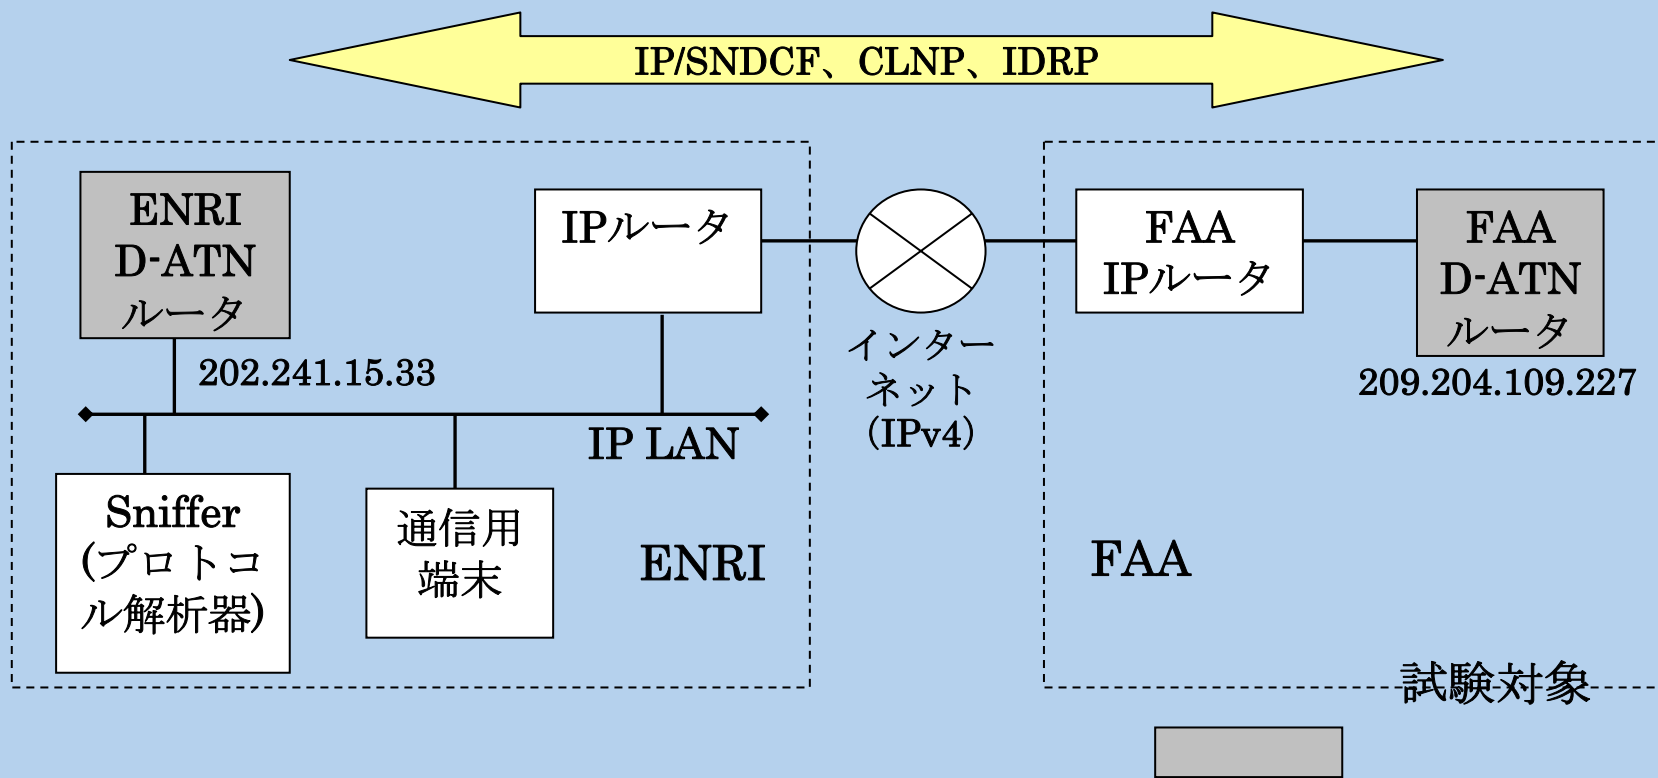 IP/SNDCF、CLNP、IDRP
ENRI
D-ATN
ルータ
202.241.15.33
IPルータ
インター
ネット
（IPv4）
FAA
IPルータ
FAA
D-ATN
ルータ
209.204.109.227
IP LAN
Sniffer
(プロトコ
ル解析器)
通信用
端末
ENRI
FAA
試験対象